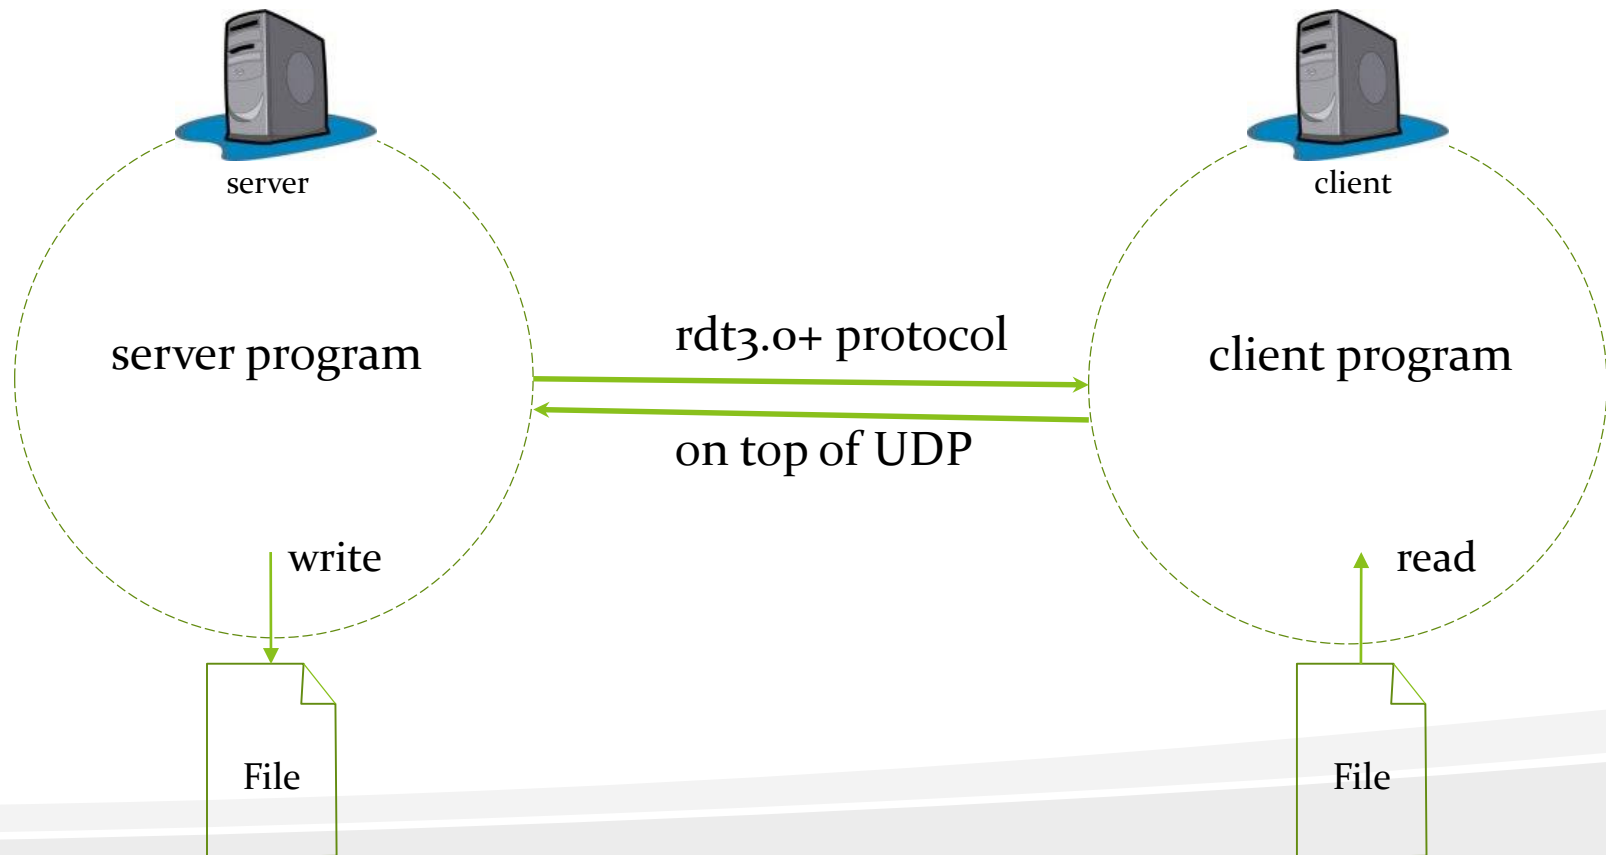 server
client
server program
rdt3.0+ protocol
on top of UDP
client program
write
read
File
File